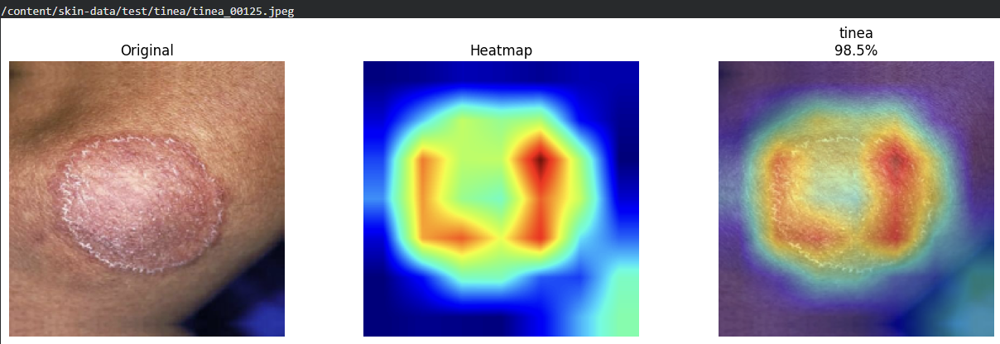 /content/skin-data/test/tinea/tinea_00125.jpeg
Original
Heatmap
tinea
98.5%